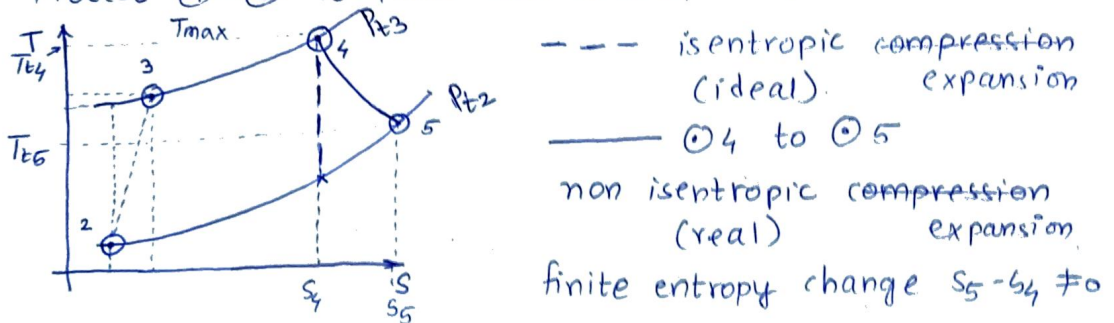 T
Tt4
Tmax
Pt3
3
4
Pt2
Tt5
5
2
S4
S
S5
--- isentropic compression
(ideal). expansion
—— ⊙4 to ⊙5
non isentropic compression
(real) expansion
finite entropy change S5-S4 ≠0